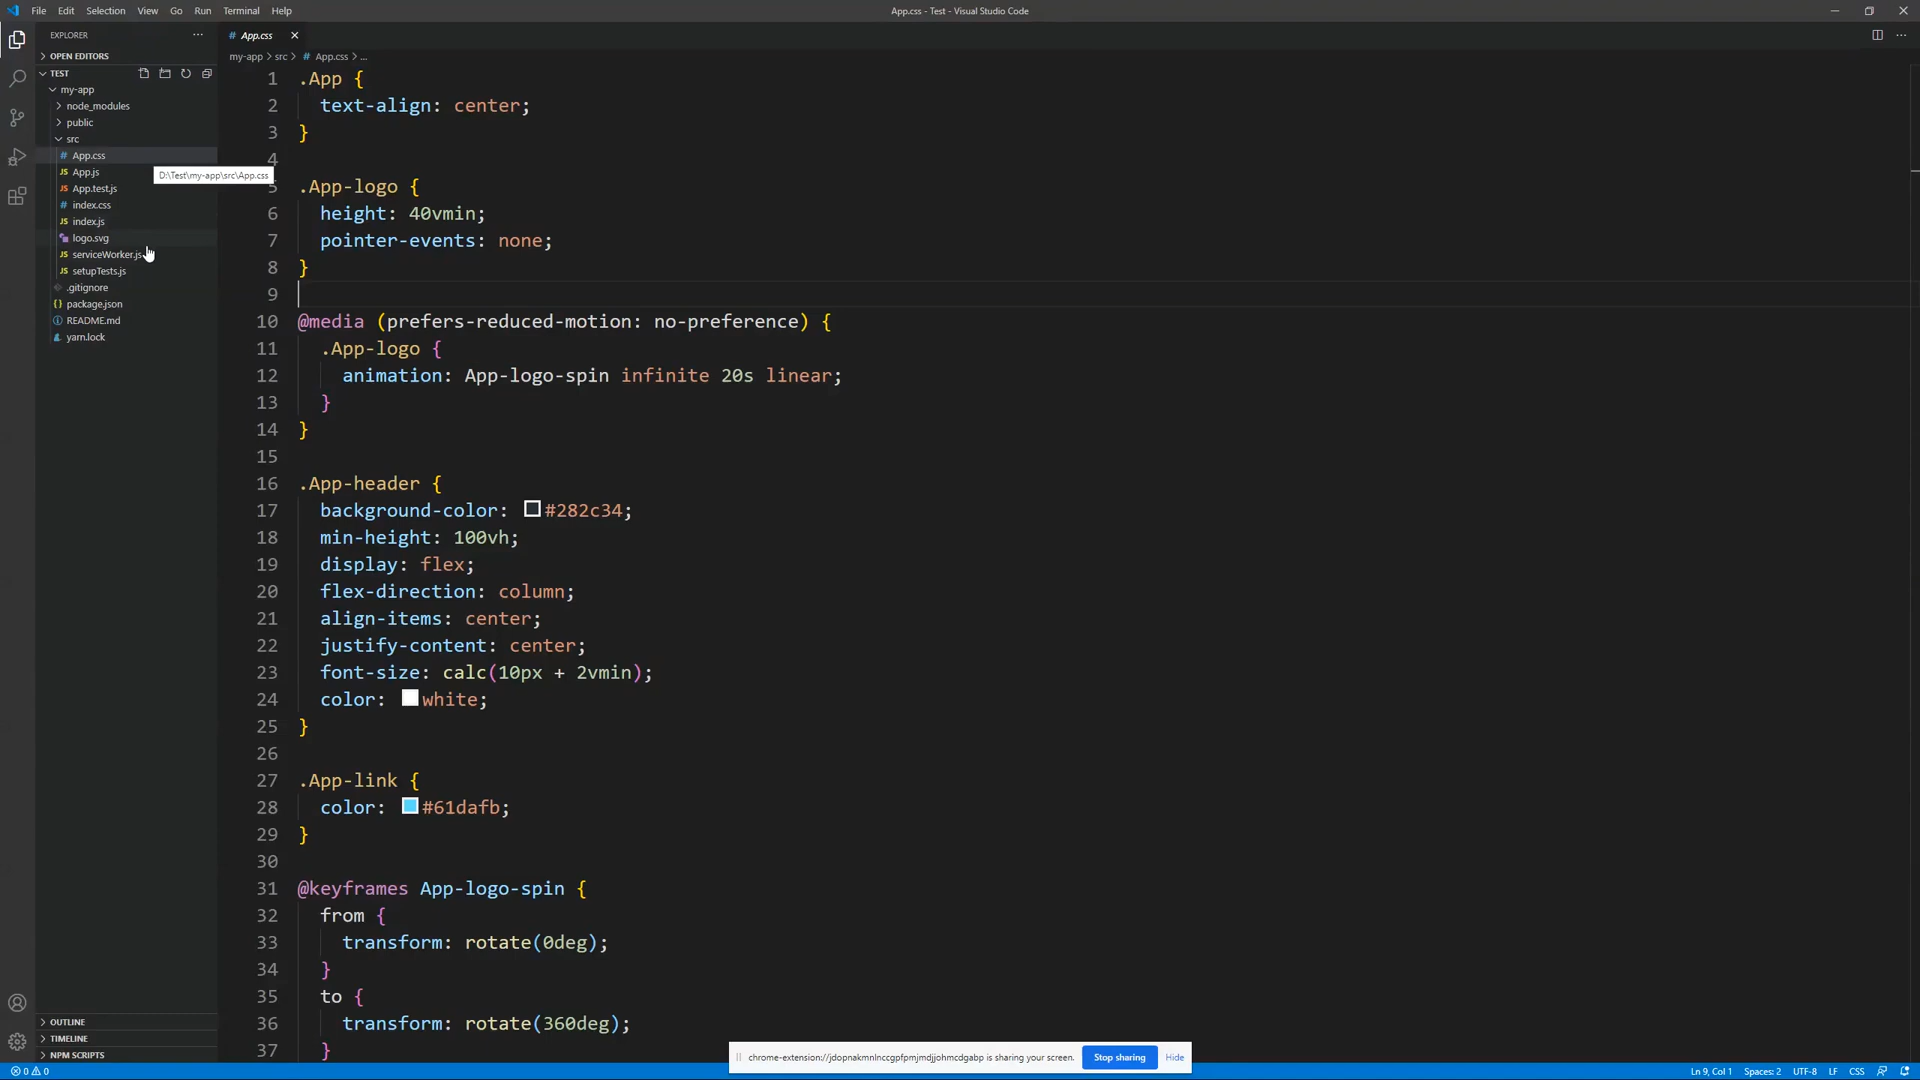 File Edit Selection View Go Run Terminal Help
App.css - Test - Visual Studio Code
EXPLORER
OPEN EDITORS
TEST
my-app
node_modules
public
src
# App.css
JS App.js
JS App.test.js
# index.css
JS index.js
logo.svg
JS serviceWorker.js
JS setupTests.js
.gitignore
{} package.json
README.md
yarn.lock
D:\Test\my-app\src\App.css
OUTLINE
TIMELINE
NPM SCRIPTS
# App.css
my-app > src > # App.css > ...
1 .App {
2 text-align: center;
3 }
4
5 .App-logo {
6 height: 40vmin;
7 pointer-events: none;
8 }
9
10 @media (prefers-reduced-motion: no-preference) {
11 .App-logo {
12 animation: App-logo-spin infinite 20s linear;
13 }
14 }
15
16 .App-header {
17 background-color: #282c34;
18 min-height: 100vh;
19 display: flex;
20 flex-direction: column;
21 align-items: center;
22 justify-content: center;
23 font-size: calc(10px + 2vmin);
24 color: white;
25 }
26
27 .App-link {
28 color: #61dafb;
29 }
30
31 @keyframes App-logo-spin {
32 from {
33 transform: rotate(0deg);
34 }
35 to {
36 transform: rotate(360deg);
37 }
chrome-extension://jdopnakmnlnccgpfpmjmdjjohmcdgabp is sharing your screen. Stop sharing Hide
0 0
Ln 9, Col 1 Spaces: 2 UTF-8 LF CSS